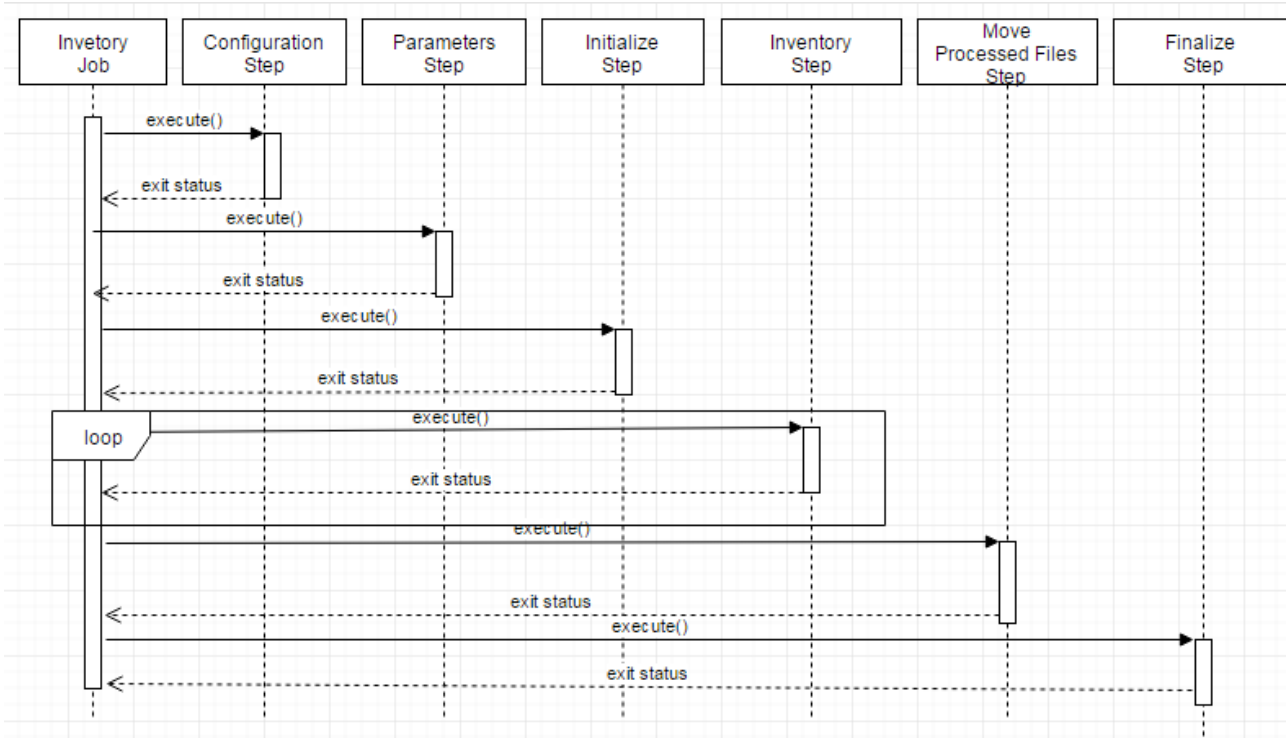 Invetory
Job
Configuration
Step
Parameters
Step
Initialize
Step
Inventory
Step
Move
Processed Files
Step
Finalize
Step
execute()
exit status
execute()
exit status
execute()
exit status
execute()
loop
exit status
execute()
exit status
execute()
exit status